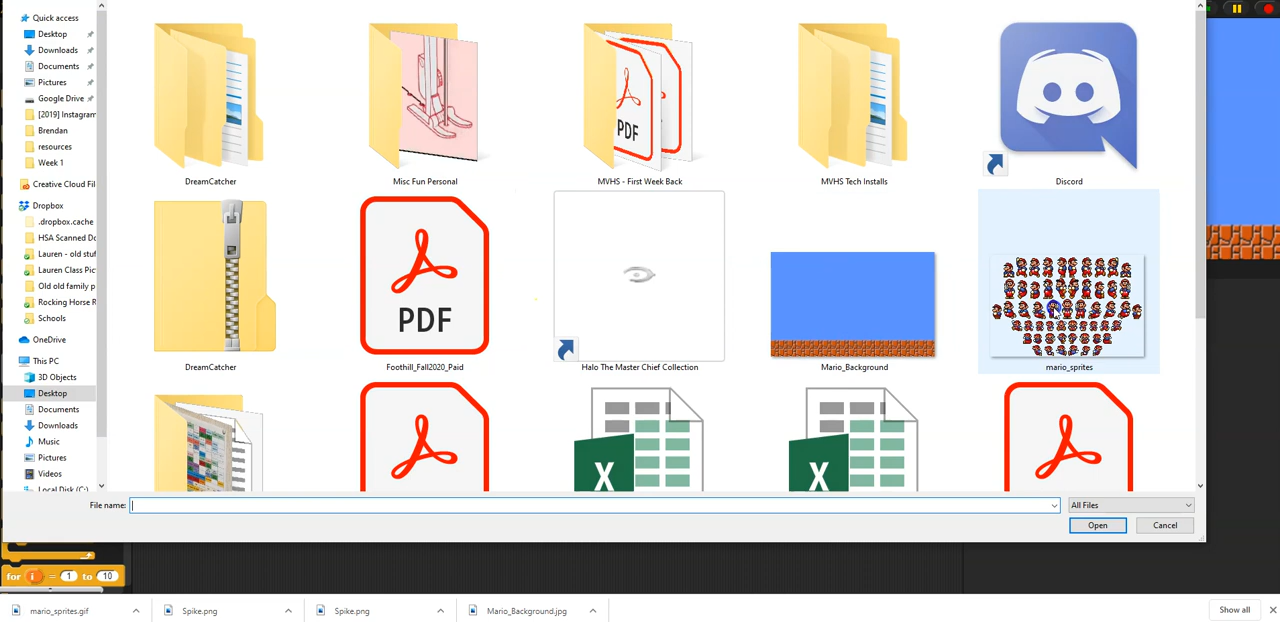 Quick access
Desktop
Downloads
Documents
Pictures
Google Drive
[2019] Instagram
Brendan
resources
Week 1
Creative Cloud Fil
Dropbox
.dropbox.cache
HSA Scanned Do
Lauren - old stuf
Lauren Class Pic
Old old family p
Rocking Horse R
Schools
OneDrive
This PC
3D Objects
Desktop
Documents
Downloads
Music
Pictures
Videos
Local Disk (C:)
DreamCatcher
Misc Fun Personal
PDF
MVHS - First Week Back
MVHS Tech Installs
Discord
DreamCatcher
PDF
Foothill_Fall2020_Paid
Halo The Master Chief Collection
Mario_Background
mario_sprites
X
X
File name:
All Files
Open
Cancel
for i = 1 to 10
mario_sprites.gif
Spike.png
Spike.png
Mario_Background.jpg
Show all